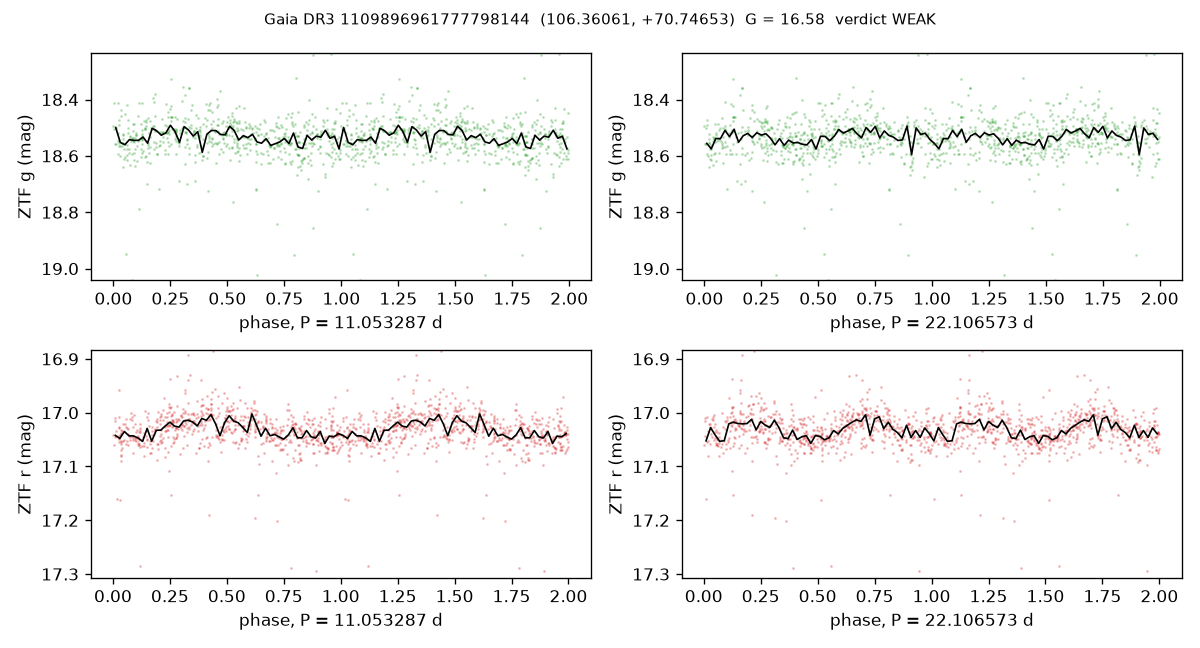 Gaia DR3 1109896961777798144  (106.36061, +70.74653)  G = 16.58  verdict WEAK
ZTF g (mag)
18.4
18.6
18.8
19.0
0.00 0.25 0.50 0.75 1.00 1.25 1.50 1.75 2.00
phase, P = 11.053287 d
ZTF g (mag)
18.4
18.6
18.8
19.0
0.00 0.25 0.50 0.75 1.00 1.25 1.50 1.75 2.00
phase, P = 22.106573 d
ZTF r (mag)
16.9
17.0
17.1
17.2
17.3
0.00 0.25 0.50 0.75 1.00 1.25 1.50 1.75 2.00
phase, P = 11.053287 d
ZTF r (mag)
16.9
17.0
17.1
17.2
17.3
0.00 0.25 0.50 0.75 1.00 1.25 1.50 1.75 2.00
phase, P = 22.106573 d